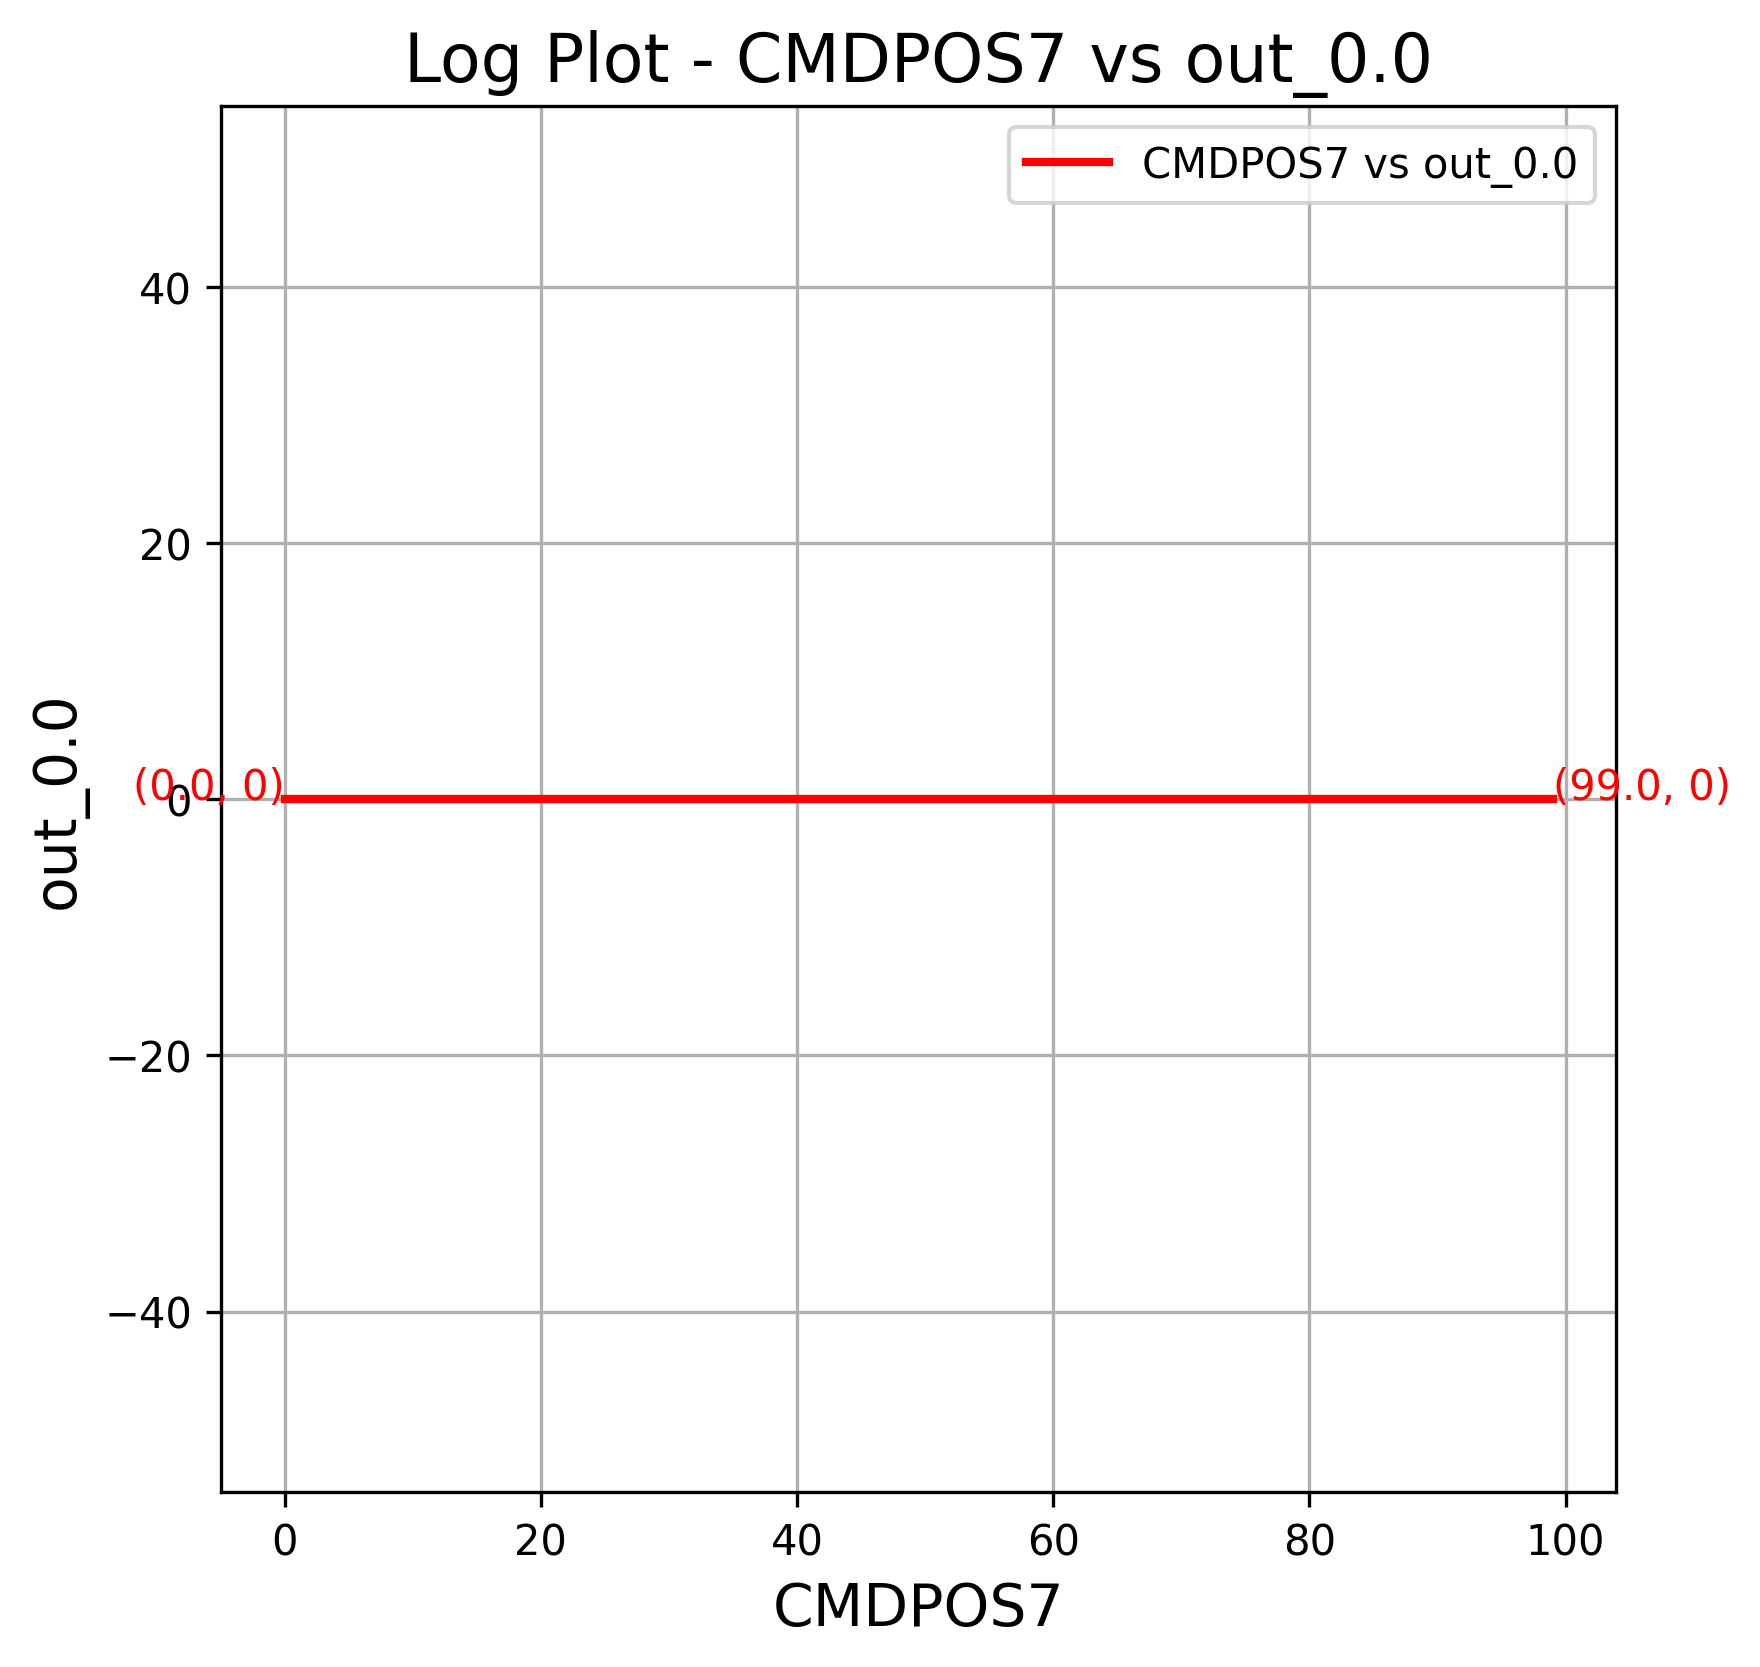 Log Plot - CMDPOS7 vs out_0.0
CMDPOS7 vs out_0.0
40
20
0
−20
−40
out_0.0
(0.0, 0)
(99.0, 0)
0 20 40 60 80 100
CMDPOS7